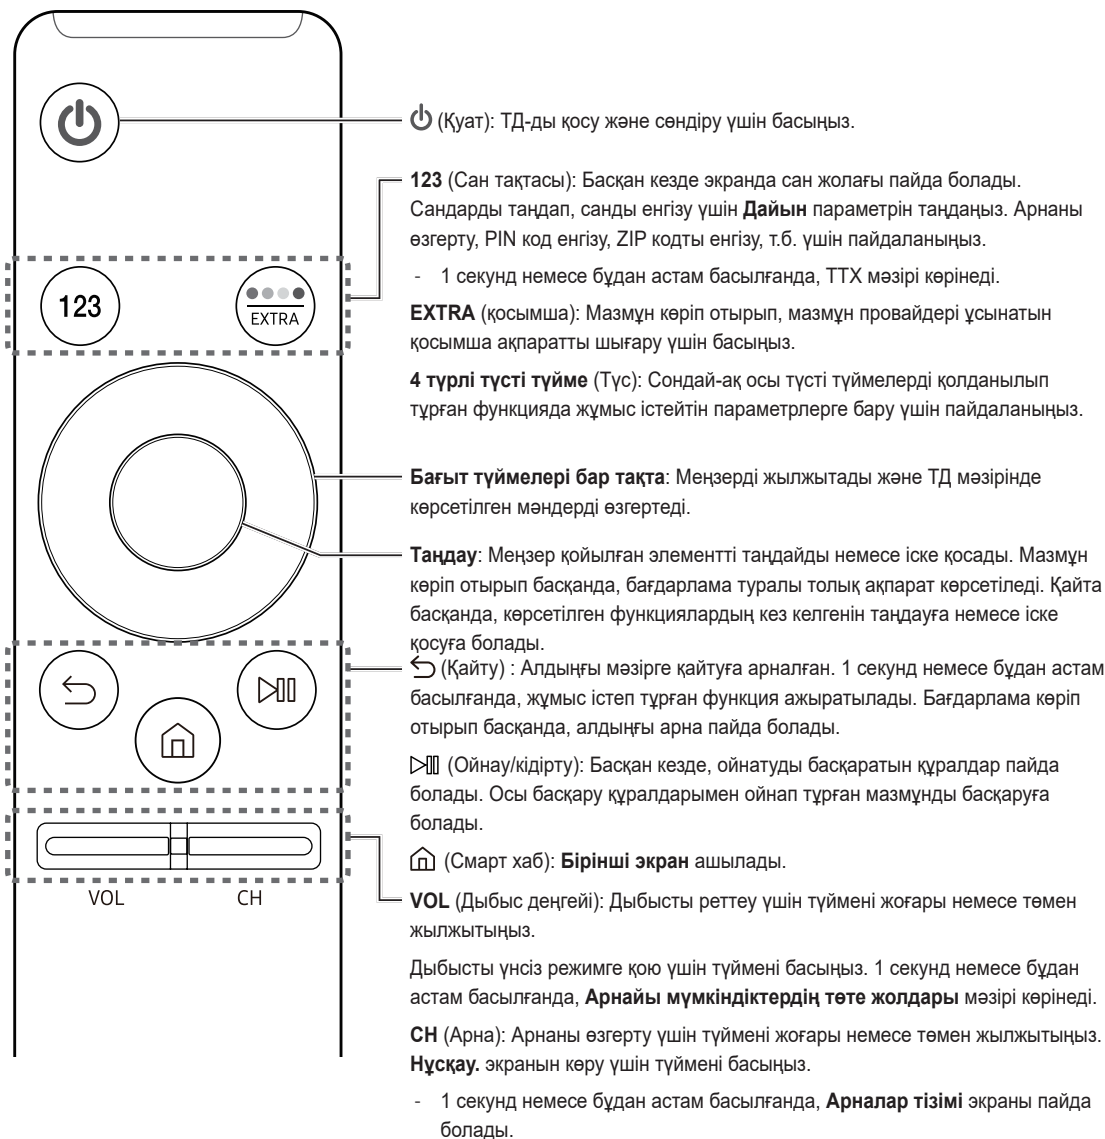 (Қуат): ТД-ды қосу және сөндіру үшін басыңыз.
123 (Сан тақтасы): Басқан кезде экранда сан жолағы пайда болады.
Сандарды таңдап, санды енгізу үшін Дайын параметрін таңдаңыз. Арнаны
өзгерту, PIN код енгізу, ZIP кодты енгізу, т.б. үшін пайдаланыңыз.
- 1 секунд немесе бұдан астам басылғанда, TTX мәзірі көрінеді.
123
EXTRA
EXTRA (қосымша): Мазмұн көріп отырып, мазмұн провайдері ұсынатын
қосымша ақпаратты шығару үшін басыңыз.
4 түрлі түсті түйме (Түс): Сондай-ақ осы түсті түймелерді қолданылып
тұрған функцияда жұмыс істейтін параметрлерге бару үшін пайдаланыңыз.
Бағыт түймелері бар тақта: Меңзерді жылжытады және ТД мәзірінде
көрсетілген мәндерді өзгертеді.
Таңдау: Меңзер қойылған элементті таңдайды немесе іске қосады. Мазмұн
көріп отырып басқанда, бағдарлама туралы толық ақпарат көрсетіледі. Қайта
басқанда, көрсетілген функциялардың кез келгенін таңдауға немесе іске
қосуға болады.
(Қайту) : Алдыңғы мәзірге қайтуға арналған. 1 секунд немесе бұдан астам
басылғанда, жұмыс істеп тұрған функция ажыратылады. Бағдарлама көріп
отырып басқанда, алдыңғы арна пайда болады.
(Ойнау/кідірту): Басқан кезде, ойнатуды басқаратын құралдар пайда
болады. Осы басқару құралдарымен ойнап тұрған мазмұнды басқаруға
болады.
(Смарт хаб): Бірінші экран ашылады.
VOL CH
VOL (Дыбыс деңгейі): Дыбысты реттеу үшін түймені жоғары немесе төмен
жылжытыңыз.
Дыбысты үнсіз режимге қою үшін түймені басыңыз. 1 секунд немесе бұдан
астам басылғанда, Арнайы мүмкіндіктердің төте жолдары мәзірі көрінеді.
CH (Арна): Арнаны өзгерту үшін түймені жоғары немесе төмен жылжытыңыз.
Нұсқау. экранын көру үшін түймені басыңыз.
- 1 секунд немесе бұдан астам басылғанда, Арналар тізімі экраны пайда
болады.